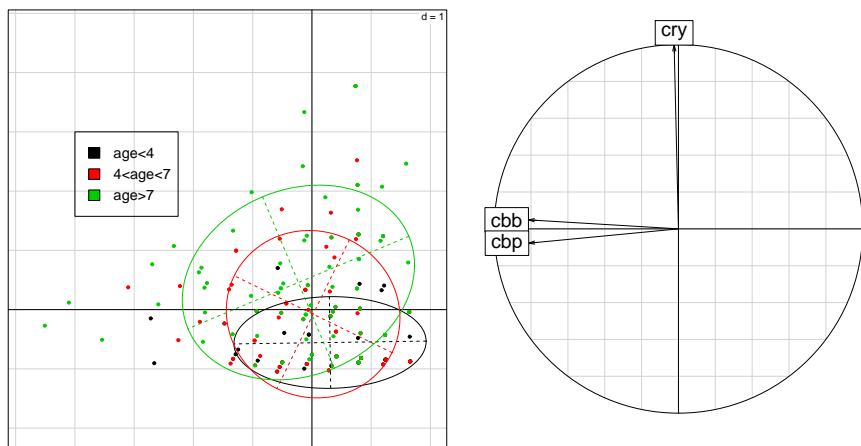 d = 1
age<4
4<age<7
age>7
cry
cbb
cbp